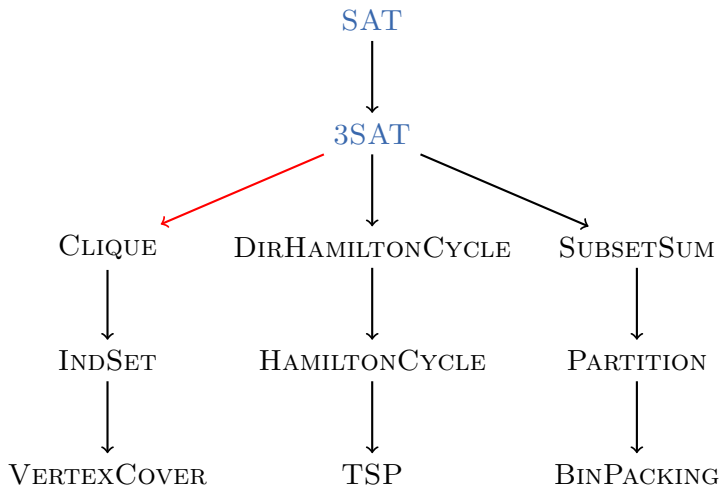 SAT
3SAT
CLIQUE DIRHAMILTONCYCLE SUBSETSUM
INDSET HAMILTONCYCLE PARTITION
VERTEXCOVER TSP BINPACKING